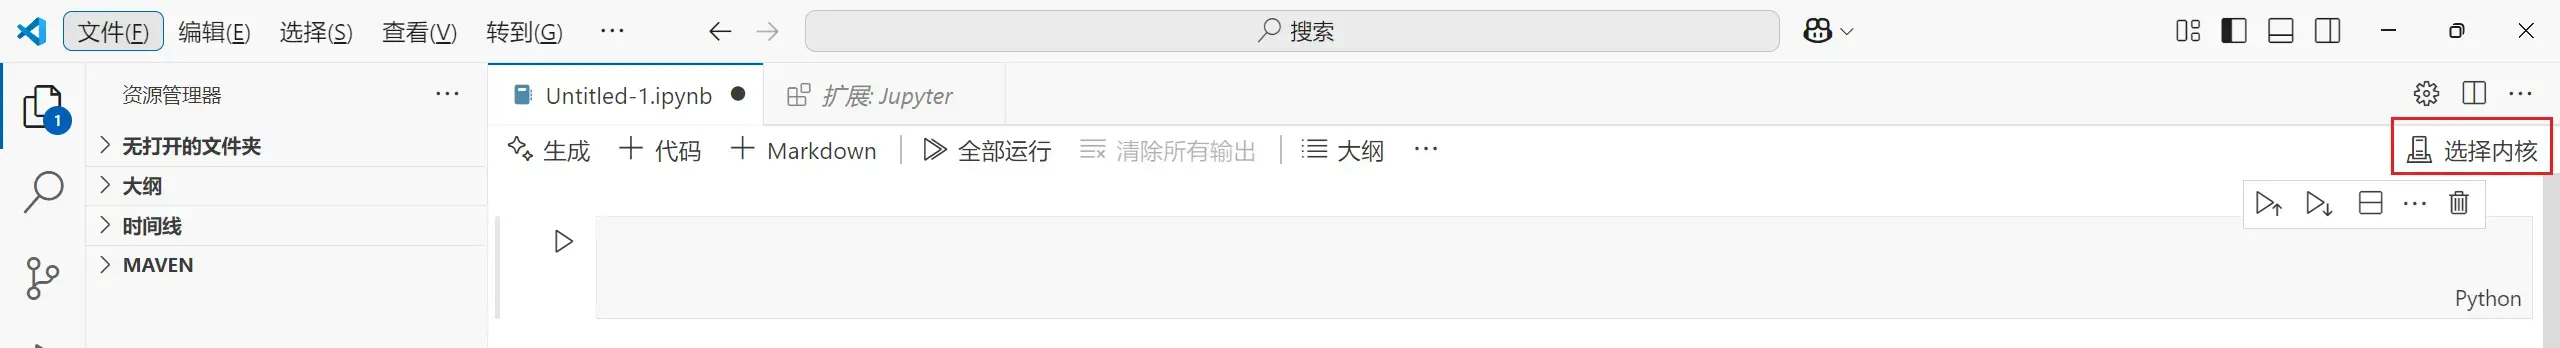 文件(F) 编辑(E) 选择(S) 查看(V) 转到(G) ··· 搜索
资源管理器 ···
Untitled-1.ipynb ● 扩展: Jupyter ···
生成 + 代码 + Markdown 全部运行 清除所有输出 大纲 ··· 选择内核
1
无打开的文件夹
大纲
时间线
MAVEN
···
Python